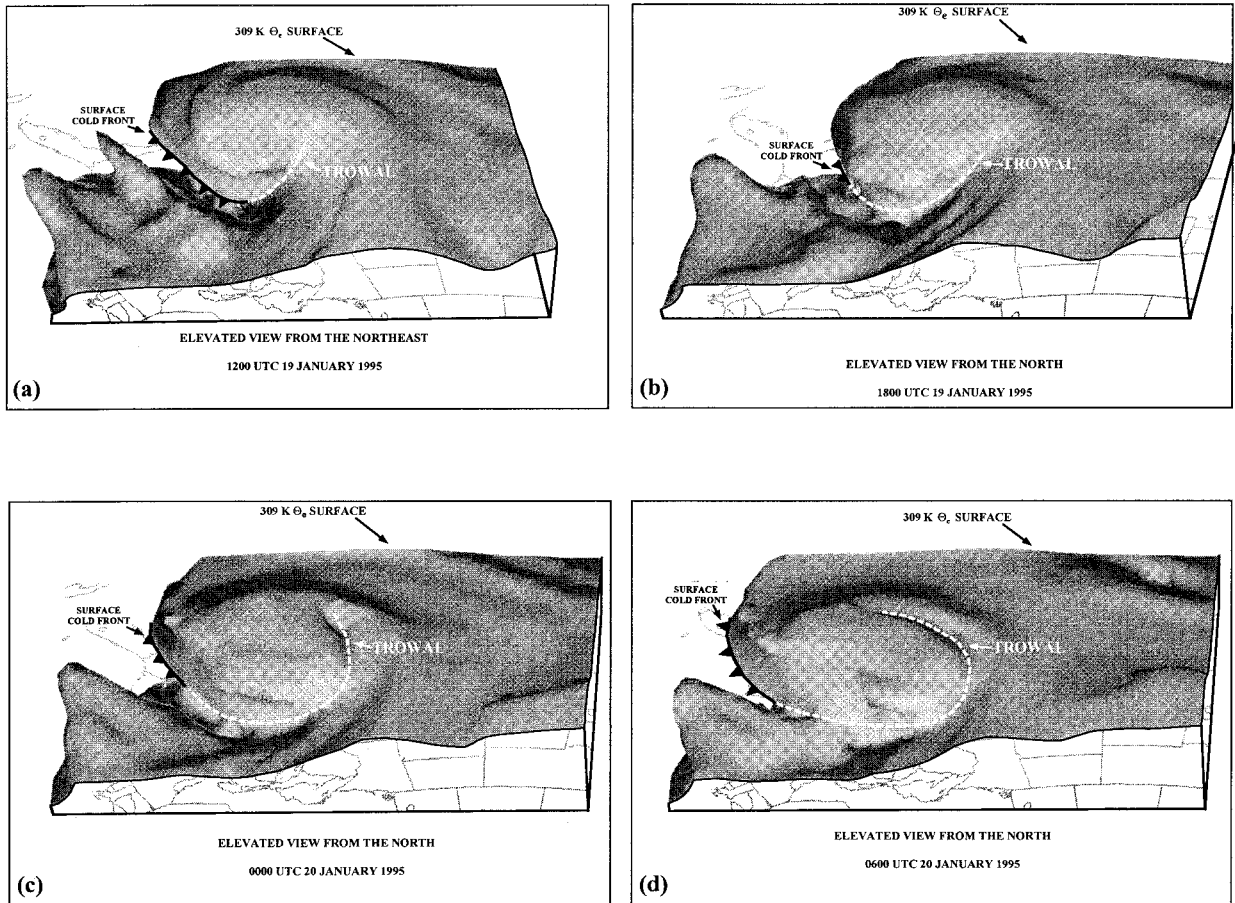 309 K Θe SURFACE
SURFACE
COLD FRONT
TROWAL
ELEVATED VIEW FROM THE NORTHEAST
1200 UTC 19 JANUARY 1995
(a)
309 K Θe SURFACE
SURFACE
COLD FRONT
TROWAL
ELEVATED VIEW FROM THE NORTH
1800 UTC 19 JANUARY 1995
(b)
309 K Θe SURFACE
SURFACE
COLD FRONT
TROWAL
ELEVATED VIEW FROM THE NORTH
0000 UTC 20 JANUARY 1995
(c)
309 K Θe SURFACE
SURFACE
COLD FRONT
TROWAL
ELEVATED VIEW FROM THE NORTH
0600 UTC 20 JANUARY 1995
(d)